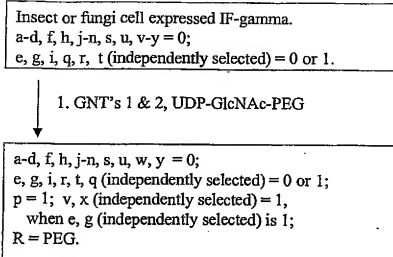 Insect or fungi cell expressed IF-gamma.
a-d, f, h, j-n, s, u, v-y = 0;
e, g, i, q, r, t (independently selected) = 0 or 1.
1. GNT's 1 & 2, UDP-GlcNAc-PEG
a-d, f, h, j-n, s, u, w, y = 0;
e, g, i, r, t, q (independently selected) = 0 or 1;
p = 1; v, x (independently selected) = 1,
when e, g (independently selected) is 1;
R = PEG.